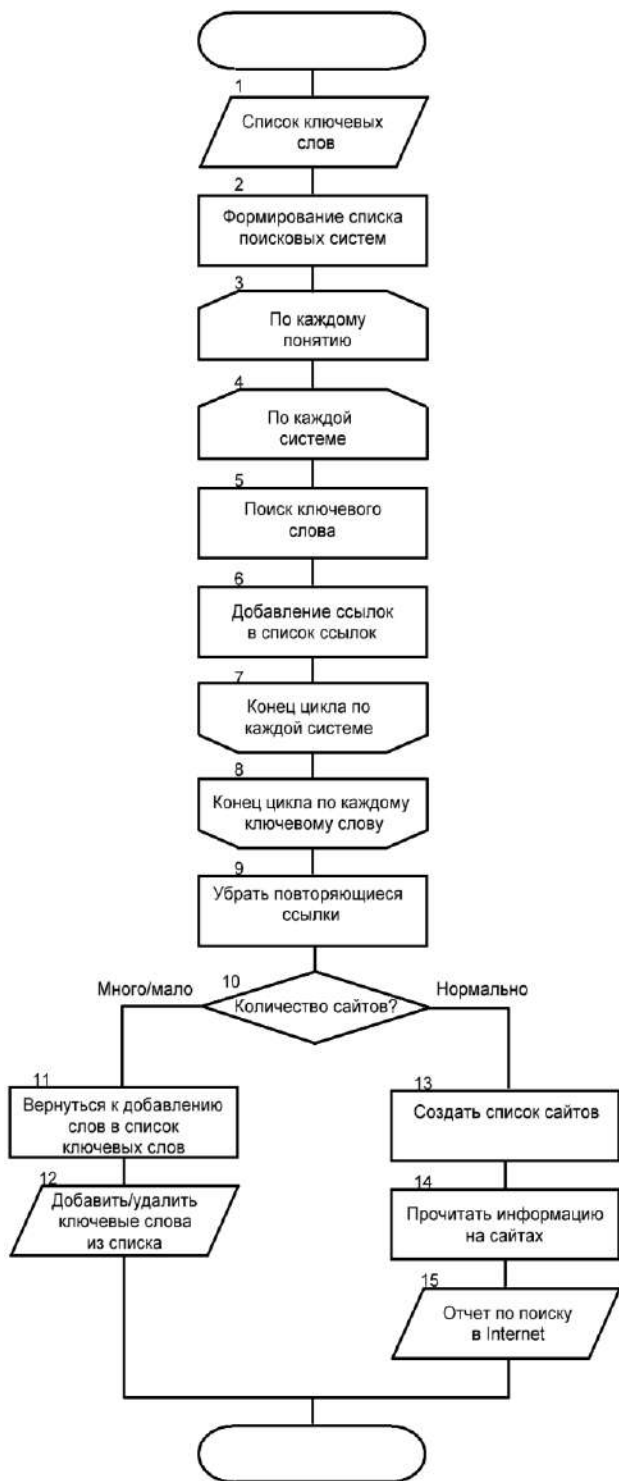 1
Список ключевых
слов
2
Формирование списка
поисковых систем
3
По каждому
понятию
4
По каждой
системе
5
Поиск ключевого
слова
6
Добавление ссылок
в список ссылок
7
Конец цикла по
каждой системе
8
Конец цикла по каждому
ключевому слову
9
Убрать повторяющиеся
ссылки
10
Количество сайтов?
Много/мало
Нормально
11
Вернуться к добавлению
слов в список
ключевых слов
12
Добавить/удалить
ключевые слова
из списка
13
Создать список сайтов
14
Прочитать информацию
на сайтах
15
Отчет по поиску
в Internet